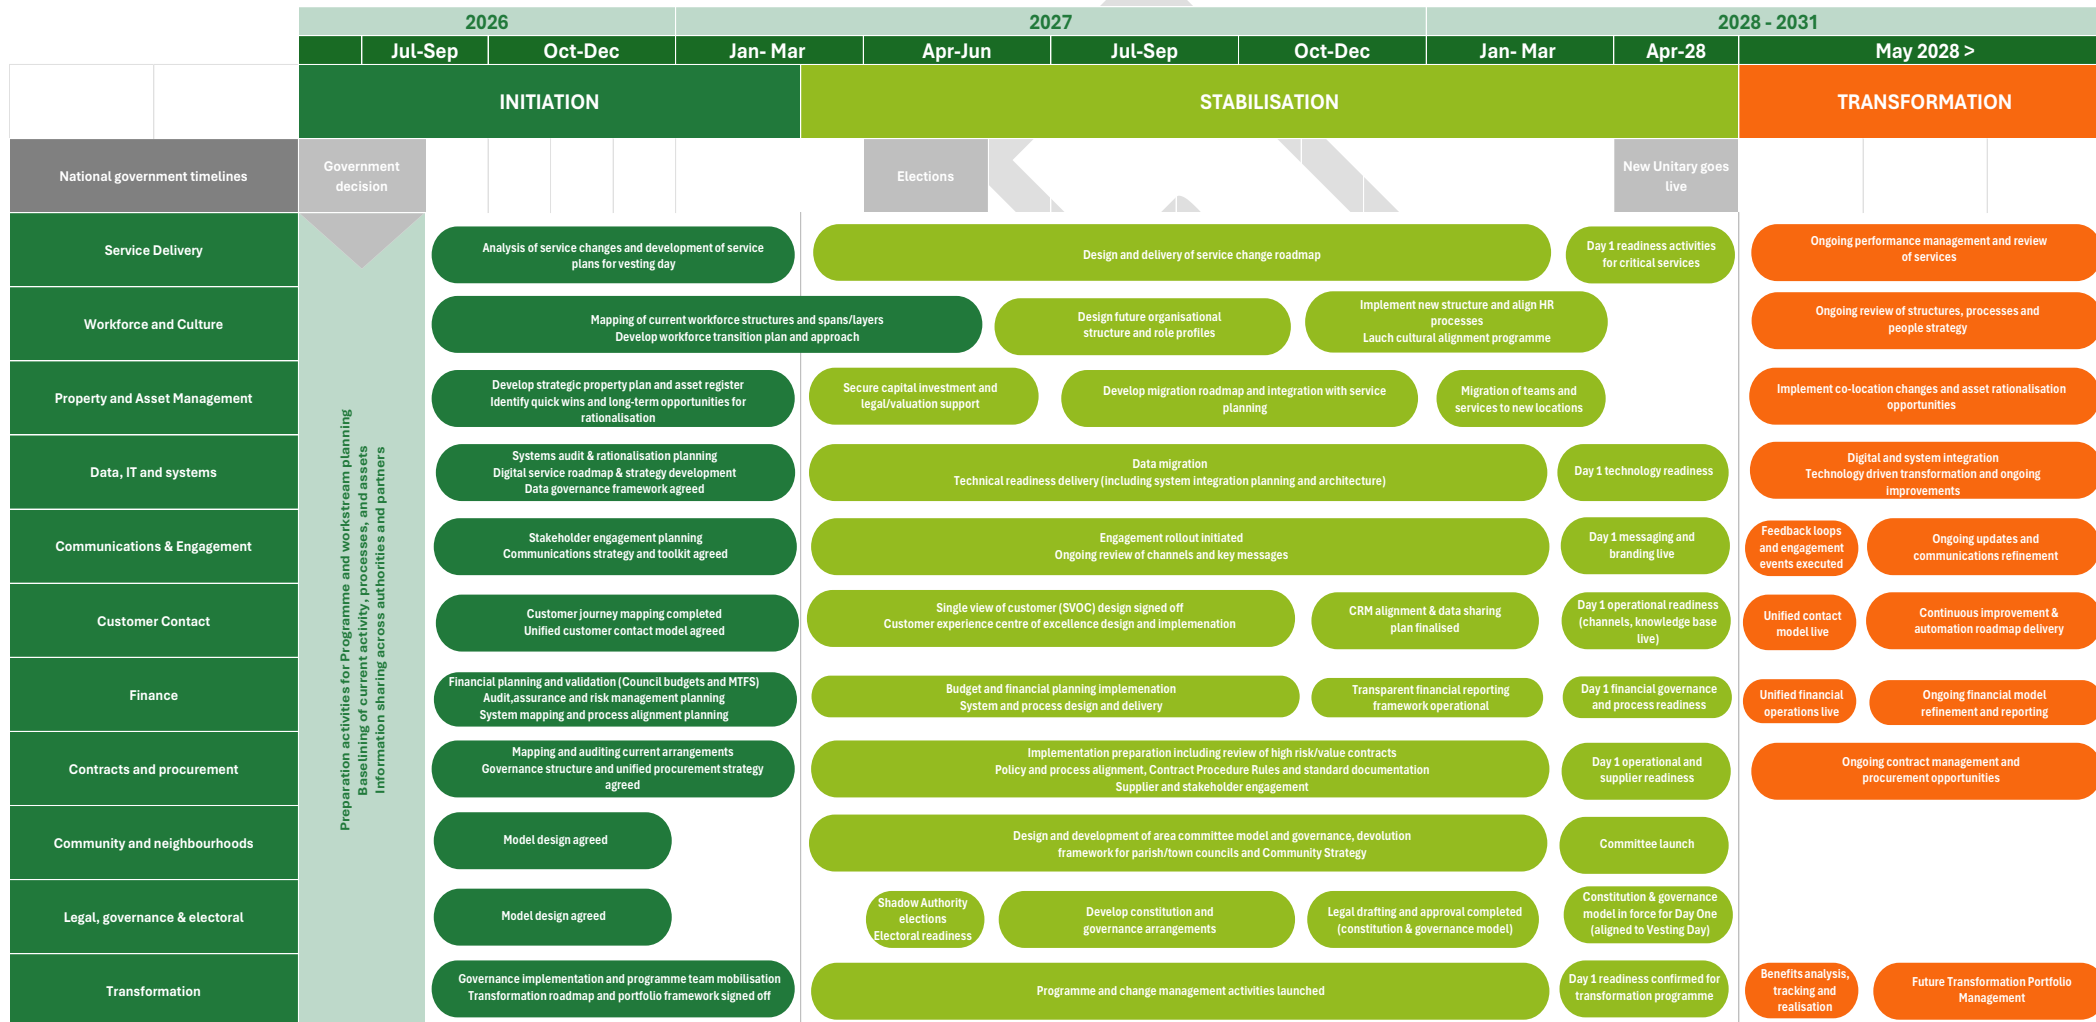 2026
2027
2028 - 2031
Jul-Sep
Oct-Dec
Jan- Mar
Apr-Jun
Jul-Sep
Oct-Dec
Jan- Mar
Apr-28
May 2028 >
INITIATION
STABILISATION
TRANSFORMATION
National government timelines
Government
decision
Elections
New Unitary goes
live
Preparation activities for Programme and workstream planning
Baselining of current activity, processes, and assets
Information sharing across authorities and partners
Service Delivery
Analysis of service changes and development of service
plans for vesting day
Design and delivery of service change roadmap
Day 1 readiness activities
for critical services
Ongoing performance management and review
of services
Workforce and Culture
Mapping of current workforce structures and spans/layers
Develop workforce transition plan and approach
Design future organisational
structure and role profiles
Implement new structure and align HR
processes
Lauch cultural alignment programme
Ongoing review of structures, processes and
people strategy
Property and Asset Management
Develop strategic property plan and asset register
Identify quick wins and long-term opportunities for
rationalisation
Secure capital investment and
legal/valuation support
Develop migration roadmap and integration with service
planning
Migration of teams and
services to new locations
Implement co-location changes and asset rationalisation
opportunities
Data, IT and systems
Systems audit & rationalisation planning
Digital service roadmap & strategy development
Data governance framework agreed
Data migration
Technical readiness delivery (including system integration planning and architecture)
Day 1 technology readiness
Digital and system integration
Technology driven transformation and ongoing
improvements
Communications & Engagement
Stakeholder engagement planning
Communications strategy and toolkit agreed
Engagement rollout initiated
Ongoing review of channels and key messages
Day 1 messaging and
branding live
Feedback loops
and engagement
events executed
Ongoing updates and
communications refinement
Customer Contact
Customer journey mapping completed
Unified customer contact model agreed
Single view of customer (SVOC) design signed off
Customer experience centre of excellence design and implemenation
CRM alignment & data sharing
plan finalised
Day 1 operational readiness
(channels, knowledge base
live)
Unified contact
model live
Continuous improvement &
automation roadmap delivery
Finance
Financial planning and validation (Council budgets and MTFS)
Audit,assurance and risk management planning
System mapping and process alignment planning
Budget and financial planning implemenation
System and process design and delivery
Transparent financial reporting
framework operational
Day 1 financial governance
and process readiness
Unified financial
operations live
Ongoing financial model
refinement and reporting
Contracts and procurement
Mapping and auditing current arrangements
Governance structure and unified procurement strategy
agreed
Implementation preparation including review of high risk/value contracts
Policy and process alignment, Contract Procedure Rules and standard documentation
Supplier and stakeholder engagement
Day 1 operational and
supplier readiness
Ongoing contract management and
procurement opportunities
Community and neighbourhoods
Model design agreed
Design and development of area committee model and governance, devolution
framework for parish/town councils and Community Strategy
Committee launch
Legal, governance & electoral
Model design agreed
Shadow Authority
elections
Electoral readiness
Develop constitution and
governance arrangements
Legal drafting and approval completed
(constitution & governance model)
Constitution & governance
model in force for Day One
(aligned to Vesting Day)
Transformation
Governance implementation and programme team mobilisation
Transformation roadmap and portfolio framework signed off
Programme and change management activities launched
Day 1 readiness confirmed for
transformation programme
Benefits analysis,
tracking and
realisation
Future Transformation Portfolio
Management